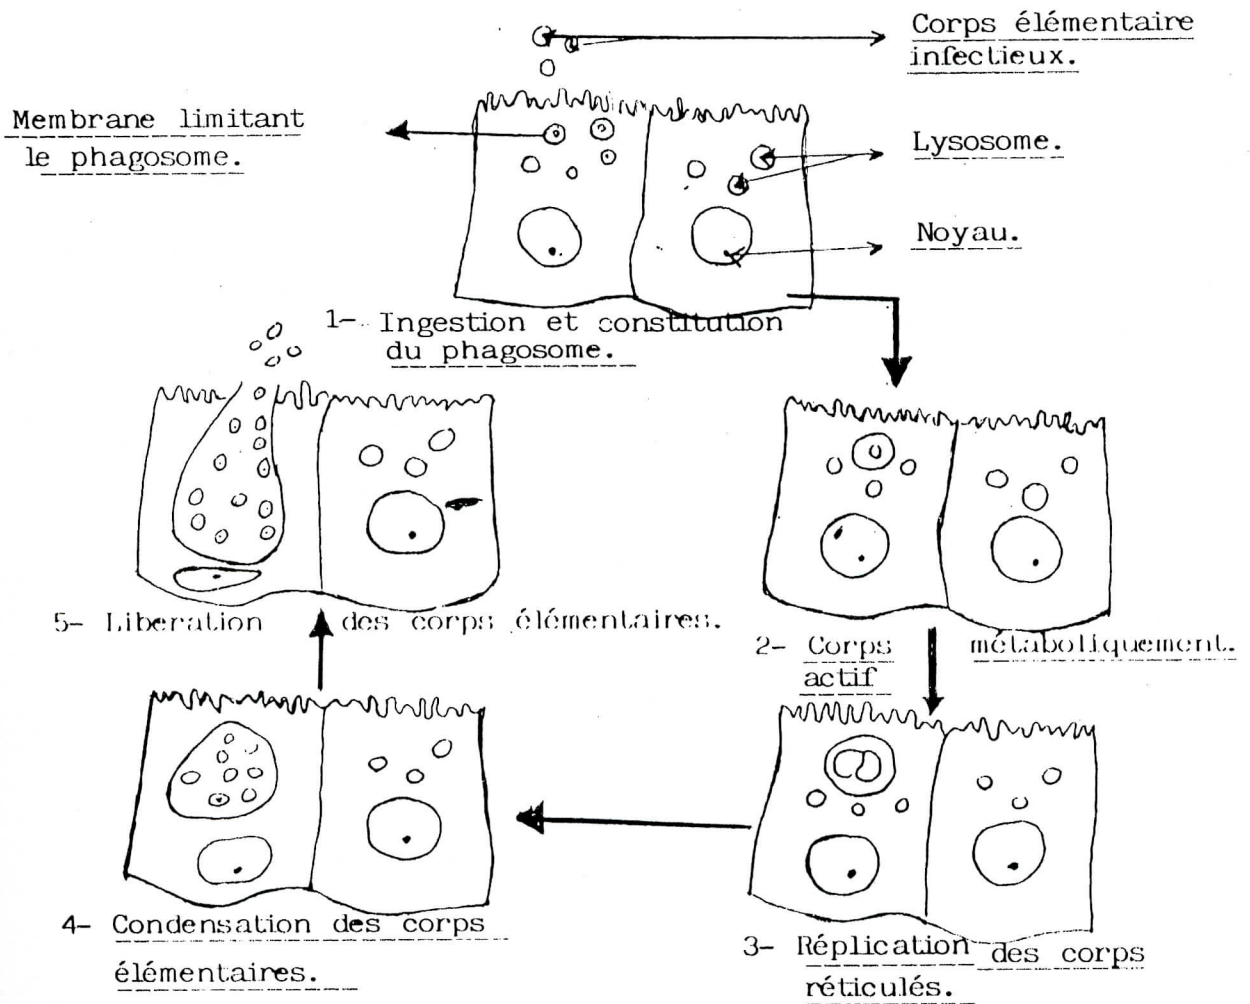 Corps élémentaire
infectieux.
Membrane limitant
le phagosome.
Lysosome.
Noyau.
1- Ingestion et constitution
du phagosome.
2- Corps métaboliquement.
actif
3- Réplication des corps
réticulés.
4- Condensation des corps
élémentaires.
5- Liberation des corps élémentaires.